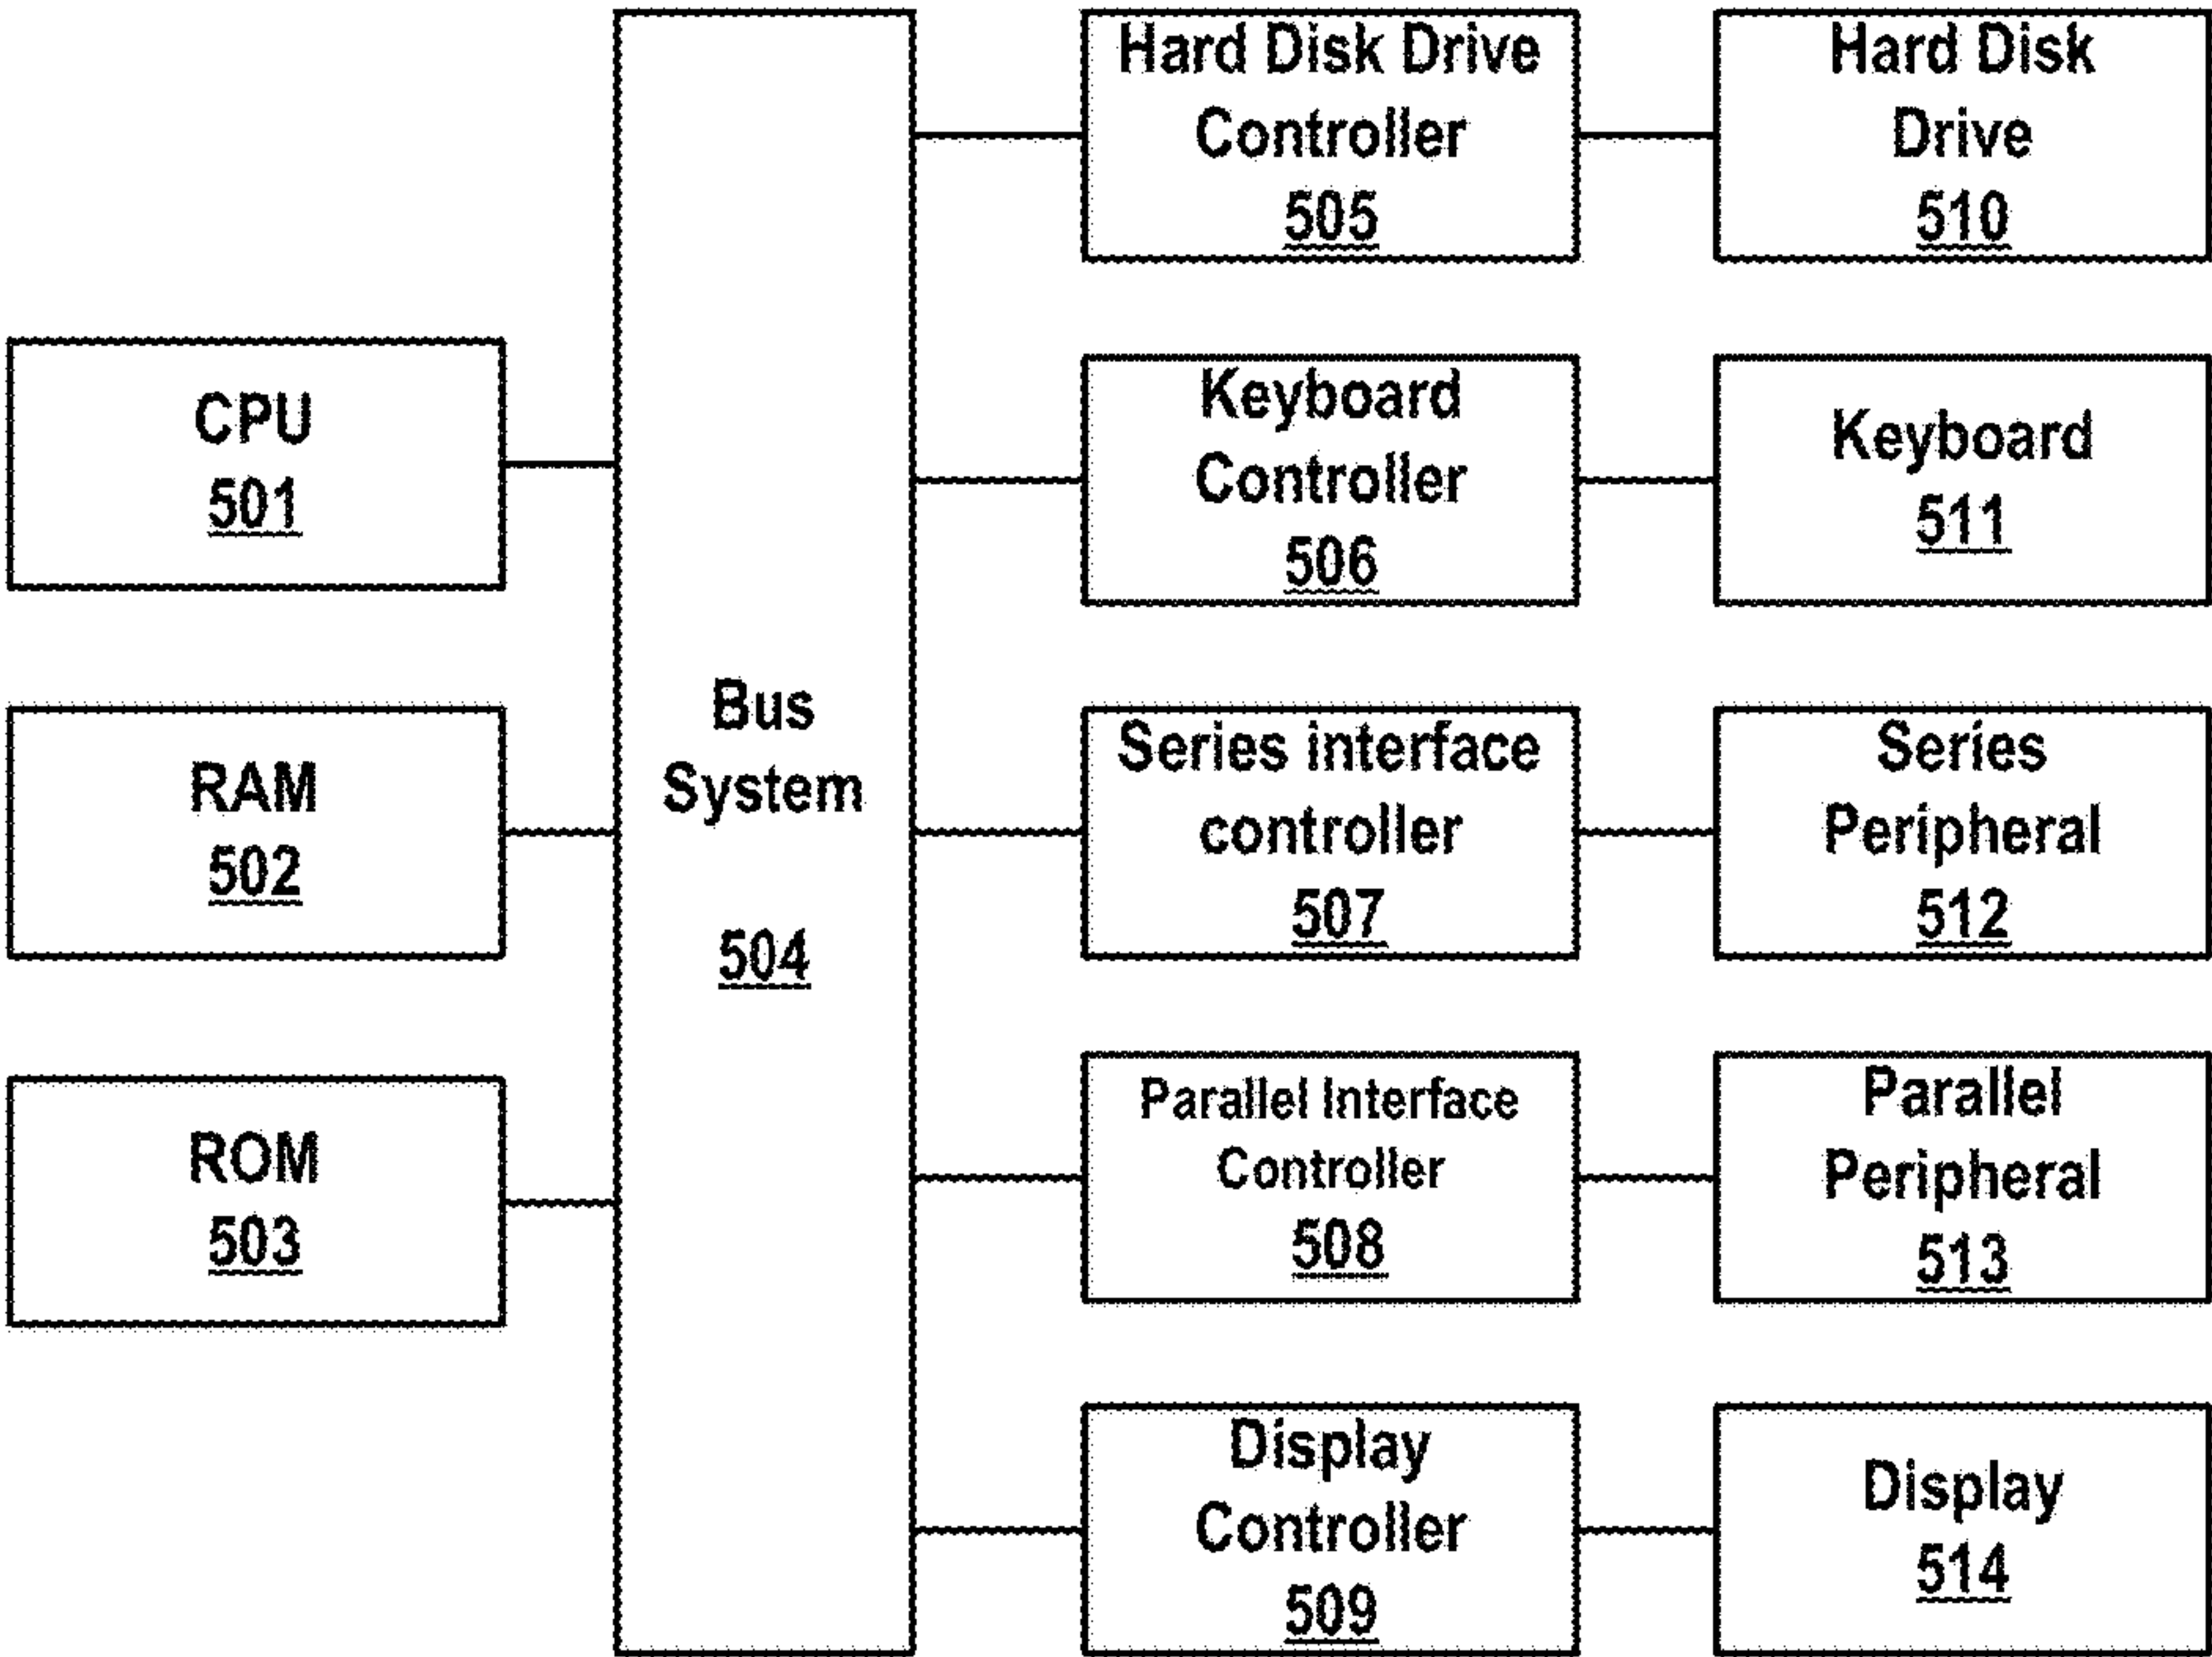 Hard Disk Drive
Controller
505
Hard Disk
Drive
510
CPU
501
Keyboard
Controller
506
Keyboard
511
Bus
System
504
RAM
502
Series interface
controller
507
Series
Peripheral
512
ROM
503
Parallel Interface
Controller
508
Parallel
Peripheral
513
Display
Controller
509
Display
514